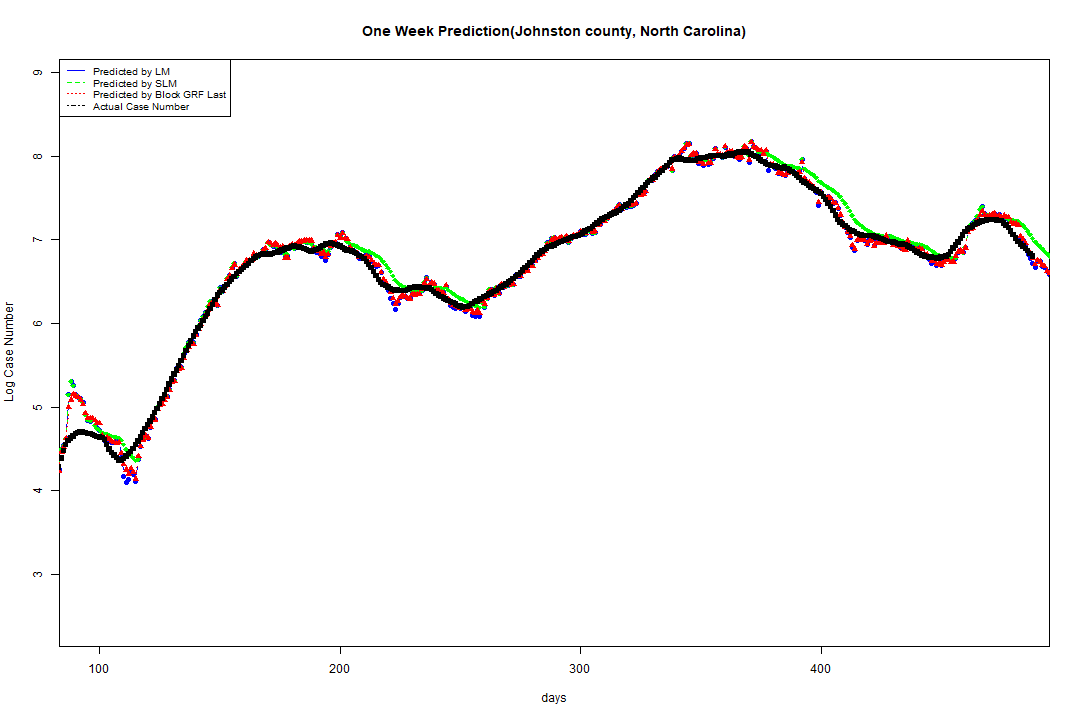 One Week Prediction(Johnston county, North Carolina)
Predicted by LM
Predicted by SLM
Predicted by Block GRF Last
Actual Case Number
9
8
7
6
5
4
3
Log Case Number
100 200 300 400
days